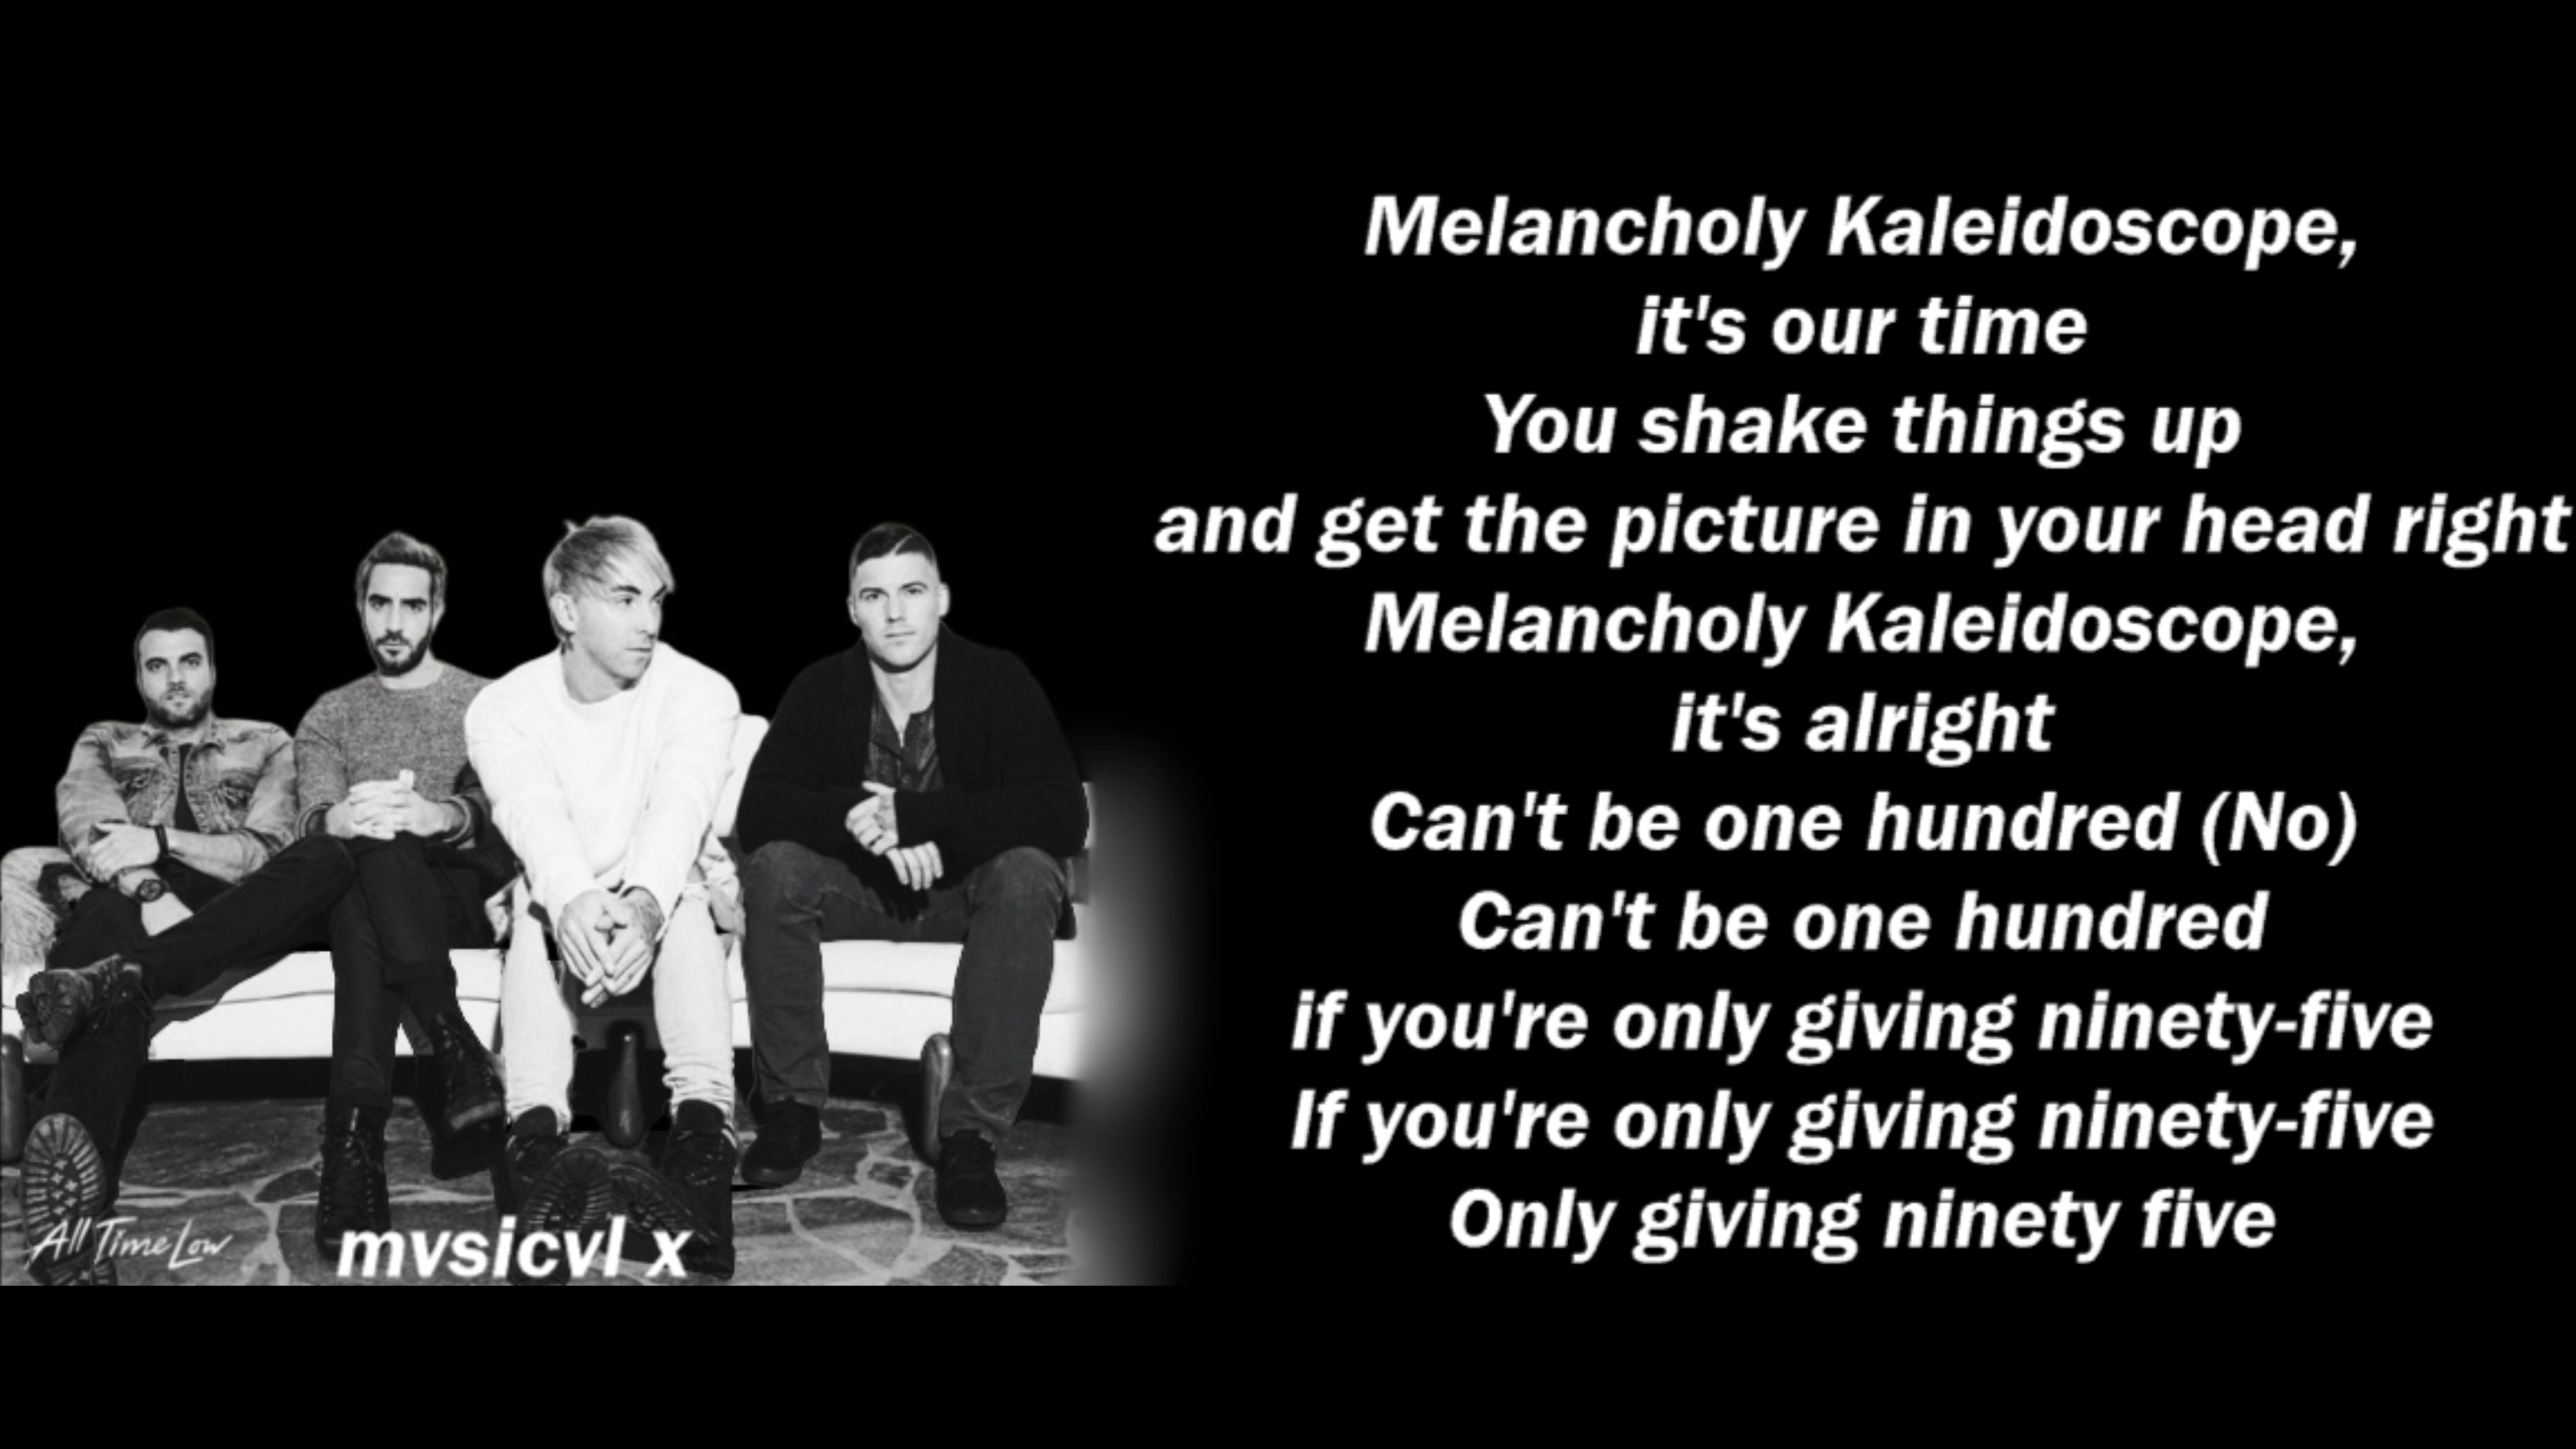 Melancholy Kaleidoscope,
it's our time
You shake things up
and get the picture in your head right
Melancholy Kaleidoscope,
it's alright
Can't be one hundred (No)
Can't be one hundred
if you're only giving ninety-five
If you're only giving ninety-five
Only giving ninety five
All Time Low
mvsicvl x